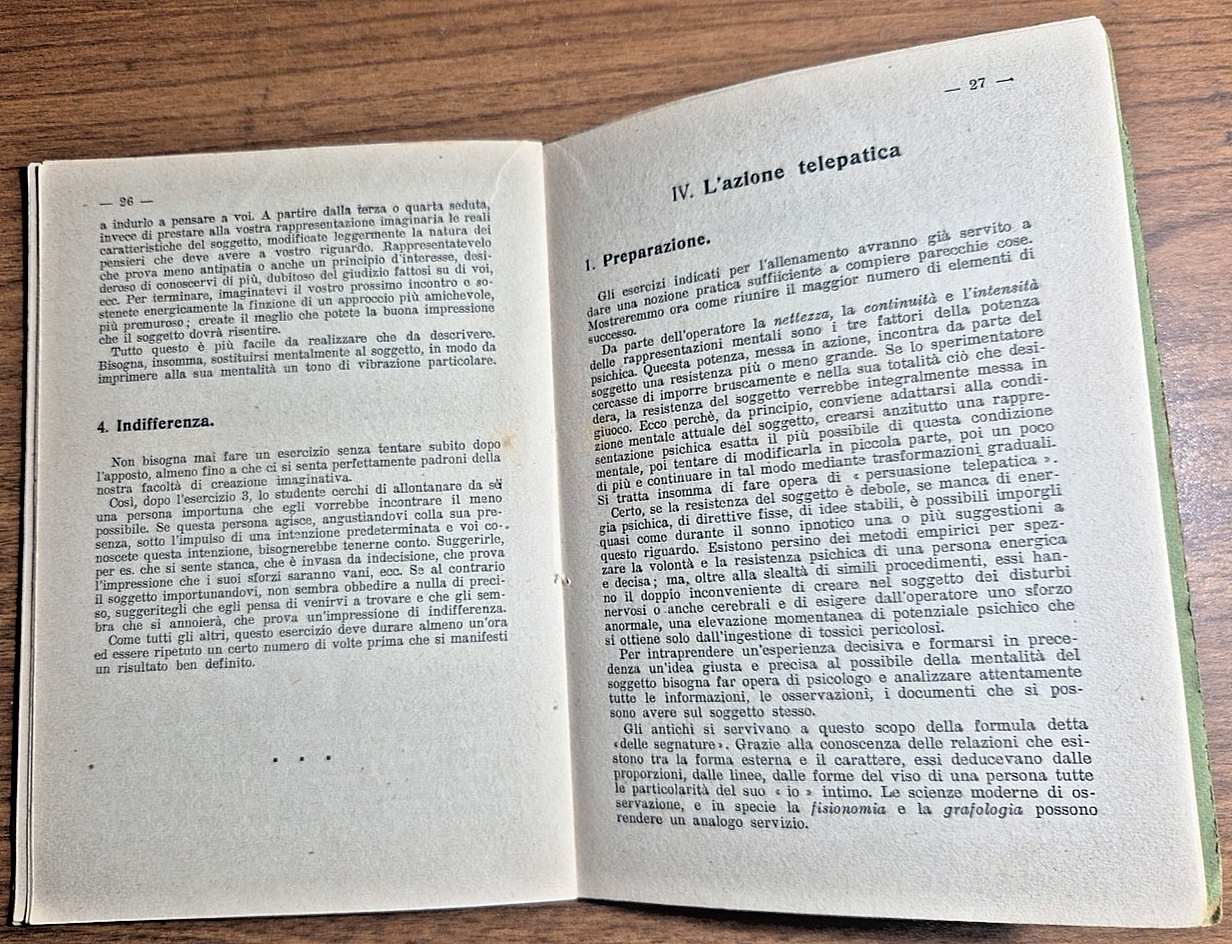 — 26 —
a indurlo a pensare a voi. A partire dalla terza o quarta seduta,
invece di prestare alla vostra rappresentazione imaginaria le reali
caratteristiche del soggetto, modificate leggermente la natura dei
pensieri che deve avere a vostro riguardo. Rappresentatevelo
che prova meno antipatia o anche un principio d'interesse, desi-
deroso di conoscervi di più, dubitoso del giudizio fattosi su di voi,
ecc. Per terminare, imaginatevi il vostro prossimo incontro e so-
stenete energicamente la finzione di un approccio più amichevole,
più premuroso; create il meglio che potete la buona impressione
che il soggetto dovrà risentire.
Tutto questo è più facile da realizzare che da descrivere.
Bisogna, insomma, sostituirsi mentalmente al soggetto, in modo da
imprimere alla sua mentalità un tono di vibrazione particolare.
4. Indifferenza.
Non bisogna mai fare un esercizio senza tentare subito dopo
l'apposto, almeno fino a che ci si senta perfettamente padroni della
nostra facoltà di creazione imaginativa.
Così, dopo l'esercizio 3, lo studente cerchi di allontanare da sè
una persona importuna che egli vorrebbe incontrare il meno
possibile. Se questa persona agisce, angustiandovi colla sua pre-
senza, sotto l'impulso di una intenzione predeterminata e voi co-
noscete questa intenzione, bisognerebbe tenerne conto. Suggerirle,
per es. che si sente stanca, che è invasa da indecisione, che prova
l'impressione che i suoi sforzi saranno vani, ecc. Se al contrario
il soggetto importunandovi, non sembra obbedire a nulla di preci-
so, suggeritegli che egli pensa di venirvi a trovare e che gli sem-
bra che si annoierà, che prova un'impressione di indifferenza.
Come tutti gli altri, questo esercizio deve durare almeno un'ora
ed essere ripetuto un certo numero di volte prima che si manifesti
un risultato ben definito.
. . .
— 27 —
IV. L'azione telepatica
1. Preparazione.
Gli esercizi indicati per l'allenamento avranno già servito a
dare una nozione pratica suffiiciente a compiere parecchie cose.
Mostreremmo ora come riunire il maggior numero di elementi di
successo.
Da parte dell'operatore la nettezza, la continuità e l'intensità
delle rappresentazioni mentali sono i tre fattori della potenza
psichica. Queesta potenza, messa in azione, incontra da parte del
soggetto una resistenza più o meno grande. Se lo sperimentatore
cercasse di imporre bruscamente e nella sua totalità ciò che desi-
dera, la resistenza del soggetto verrebbe integralmente messa in
giuoco. Ecco perchè, da principio, conviene adattarsi alla condi-
zione mentale attuale del soggetto, crearsi anzitutto una rappre-
sentazione psichica esatta il più possibile di questa condizione
mentale, poi tentare di modificarla in piccola parte, poi un poco
di più e continuare in tal modo mediante trasformazioni graduali.
Si tratta insomma di fare opera di « persuasione telepatica ».
Certo, se la resistenza del soggetto è debole, se manca di ener-
gia psichica, di direttive fisse, di idee stabili, è possibili imporgli
quasi come durante il sonno ipnotico una o più suggestioni a
questo riguardo. Esistono persino dei metodi empirici per spez-
zare la volontà e la resistenza psichica di una persona energica
e decisa; ma, oltre alla slealtà di simili procedimenti, essi han-
no il doppio inconveniente di creare nel soggetto dei disturbi
nervosi o anche cerebrali e di esigere dall'operatore uno sforzo
anormale, una elevazione momentanea di potenziale psichico che
si ottiene solo dall'ingestione di tossici pericolosi.
Per intraprendere un'esperienza decisiva e formarsi in prece-
denza un'idea giusta e precisa al possibile della mentalità del
soggetto bisogna far opera di psicologo e analizzare attentamente
tutte le informazioni, le osservazioni, i documenti che si pos-
sono avere sul soggetto stesso.
Gli antichi si servivano a questo scopo della formula detta
«delle segnature». Grazie alla conoscenza delle relazioni che esi-
stono tra la forma esterna e il carattere, essi deducevano dalle
proporzioni, dalle linee, dalle forme del viso di una persona tutte
le particolarità del suo « io » intimo. Le scienze moderne di os-
servazione, e in specie la fisionomia e la grafologia possono
rendere un analogo servizio.